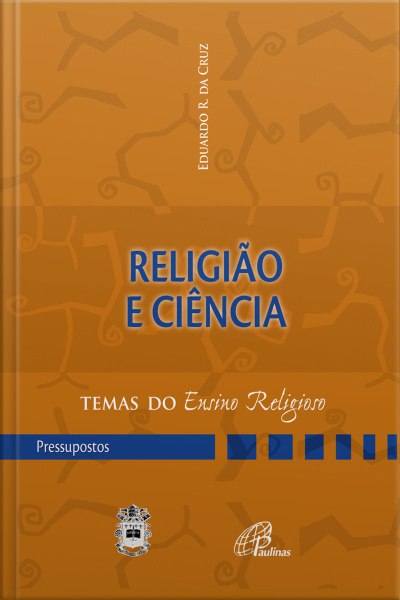 EDUARDO R. DA CRUZ
RELIGIÃO
E CIÊNCIA
TEMAS DO Ensino Religioso
Pressupostos
Paulinas